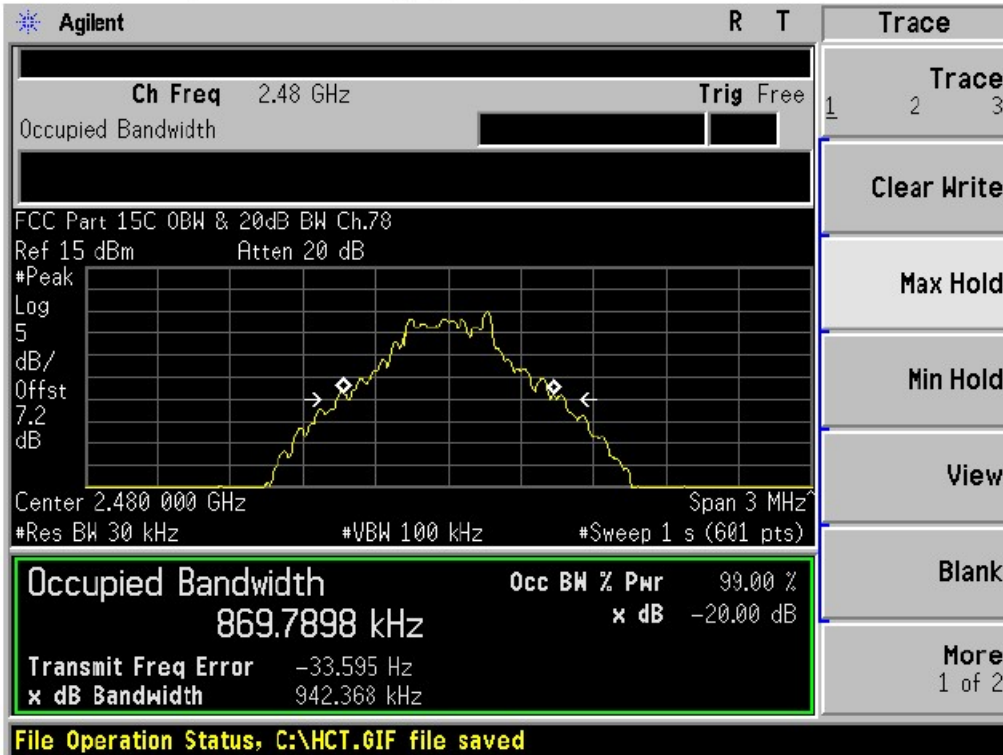 Agilent R T Trace
Ch Freq 2.48 GHz Trig Free
Occupied Bandwidth
Trace
1 2 3
Clear Write
Max Hold
Min Hold
View
Blank
More
1 of 2
FCC Part 15C OBW & 20dB BW Ch.78
Ref 15 dBm Atten 20 dB
#Peak
Log
5
dB/
Offst
7.2
dB
Center 2.480 000 GHz Span 3 MHz^
#Res BW 30 kHz #VBW 100 kHz #Sweep 1 s (601 pts)
Occupied Bandwidth Occ BW % Pwr 99.00 %
869.7898 kHz x dB -20.00 dB
Transmit Freq Error -33.595 Hz
x dB Bandwidth 942.368 kHz
File Operation Status, C:\HCT.GIF file saved